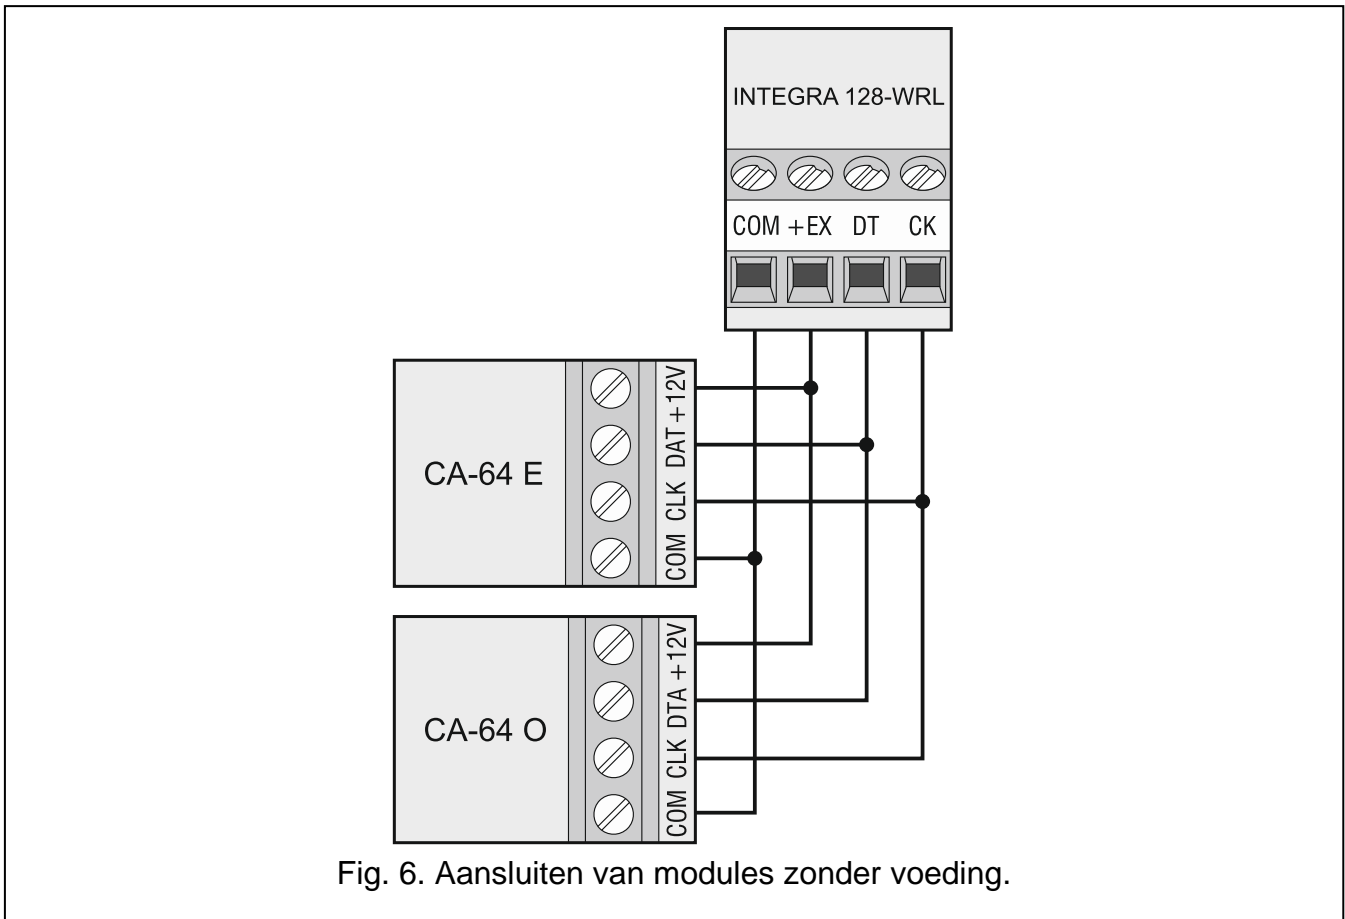 INTEGRA 128-WRL
COM +EX DT CK
CA-64 E
+12V
DAT
CLK
COM
CA-64 O
+12V
DTA
CLK
COM
Fig. 6. Aansluiten van modules zonder voeding.